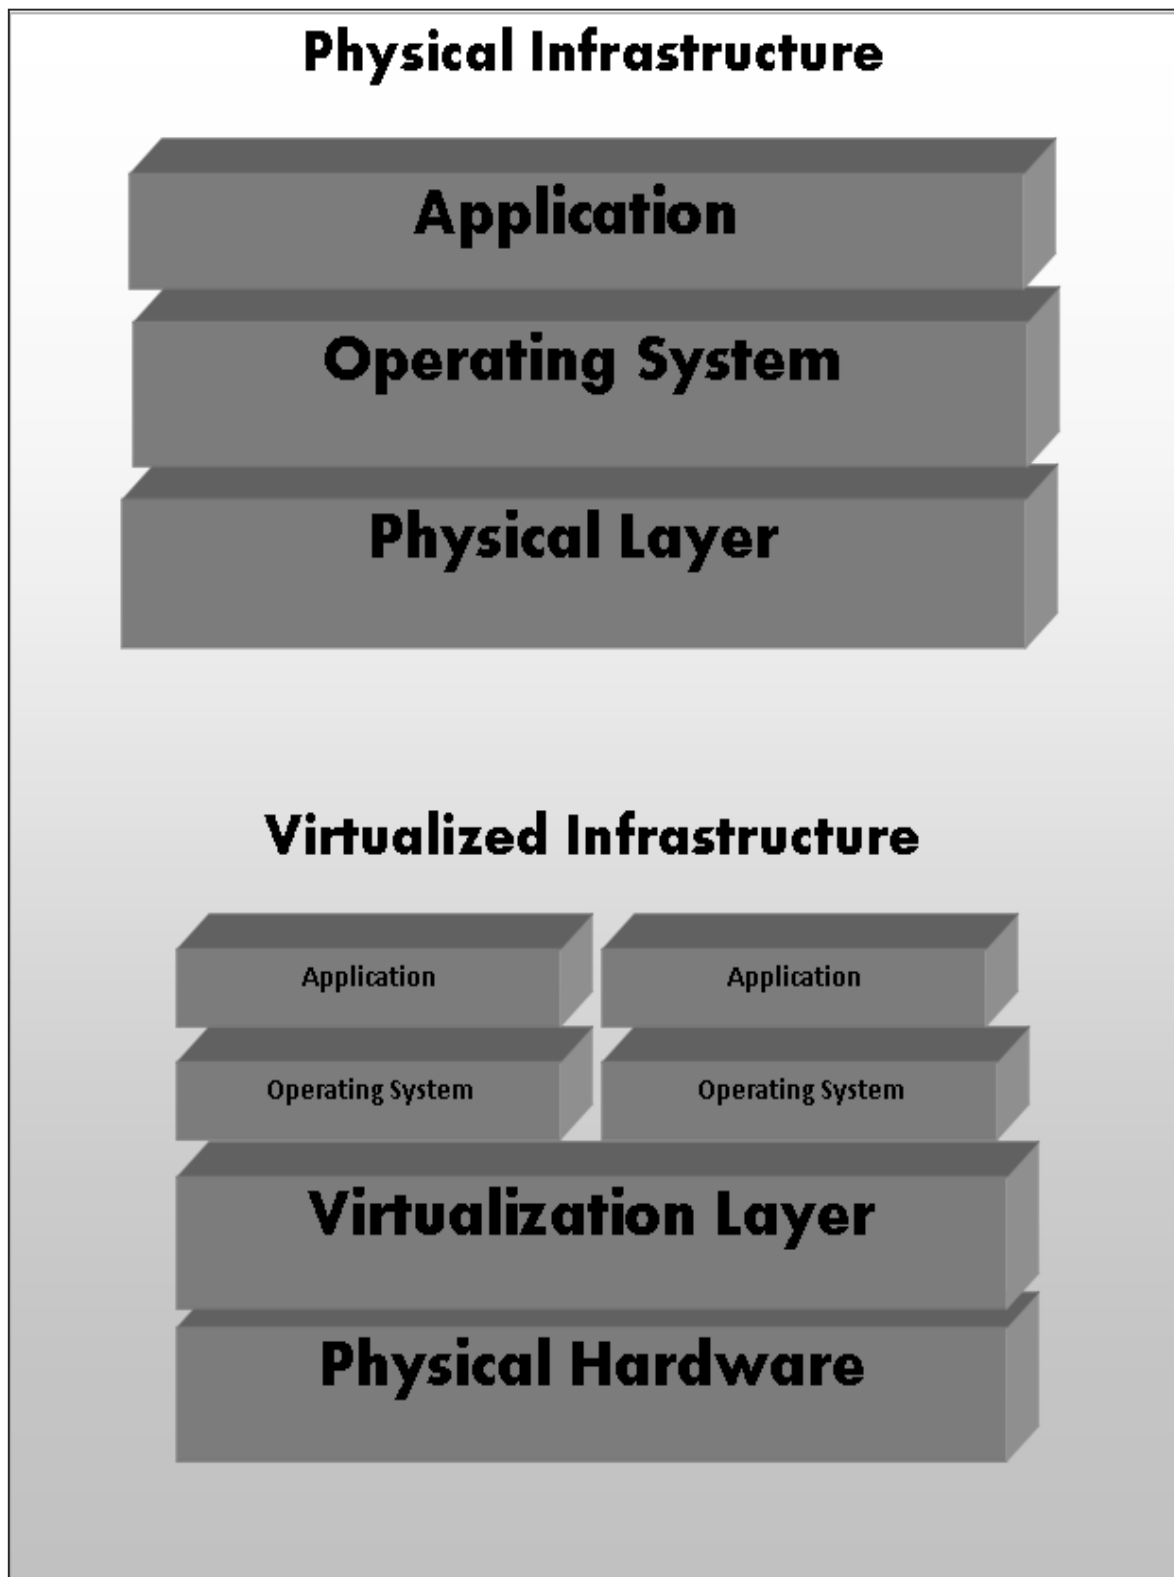 Physical Infrastructure
Application
Operating System
Physical Layer
Virtualized Infrastructure
Application
Application
Operating System
Operating System
Virtualization Layer
Physical Hardware